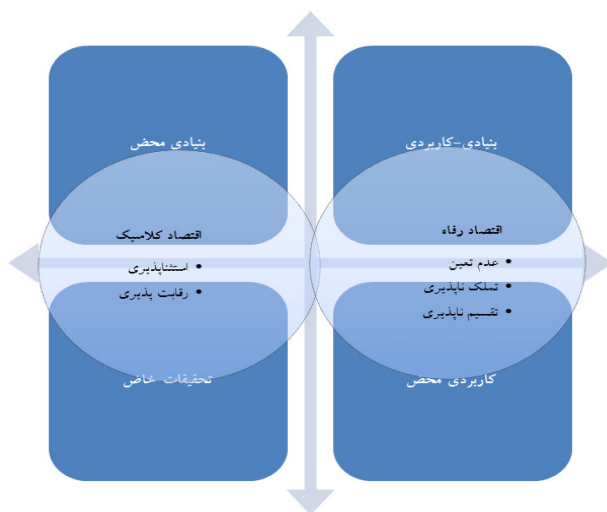 بنیادی-کاربردی
بنیادی محض
اقتصاد رفاه
• عدم تعین
• تملک ناپذیری
• تقسیم ناپذیری
اقتصاد کلاسیک
• استثناپذیری
• رقابت پذیری
کاربردی محض
تحقیقات خاص